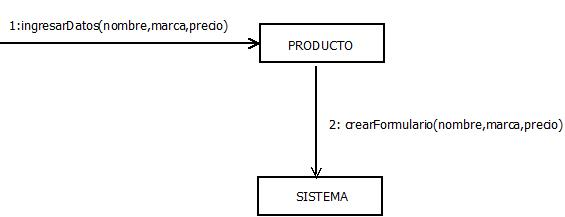 1:ingresarDatos(nombre,marca,precio)
PRODUCTO
2: crearFormulario(nombre,marca,precio)
SISTEMA